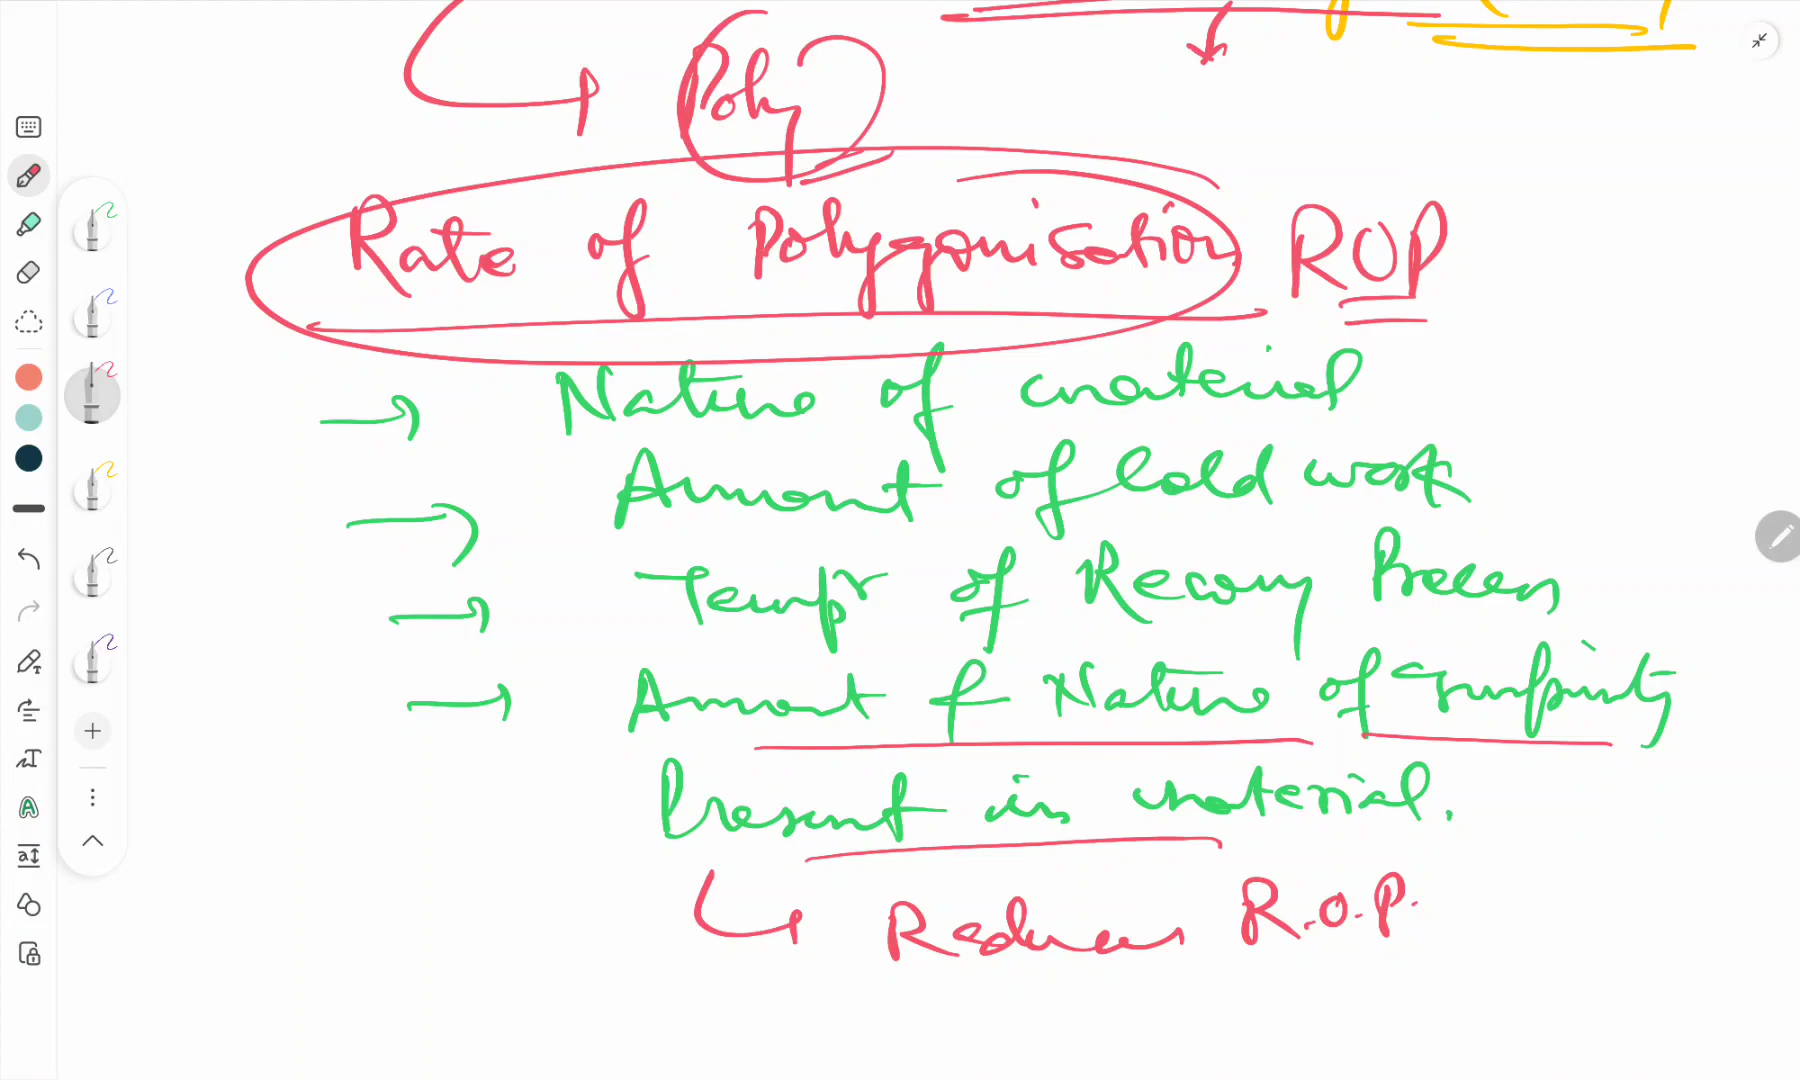 Poly
Rate of Polygonisation ROP
→ Nature of material
→ Amount of Cold work
→ Tempr of Recovery Process
→ Amount & Nature of impurity
Present in material.
↳ Reduces R.O.P.